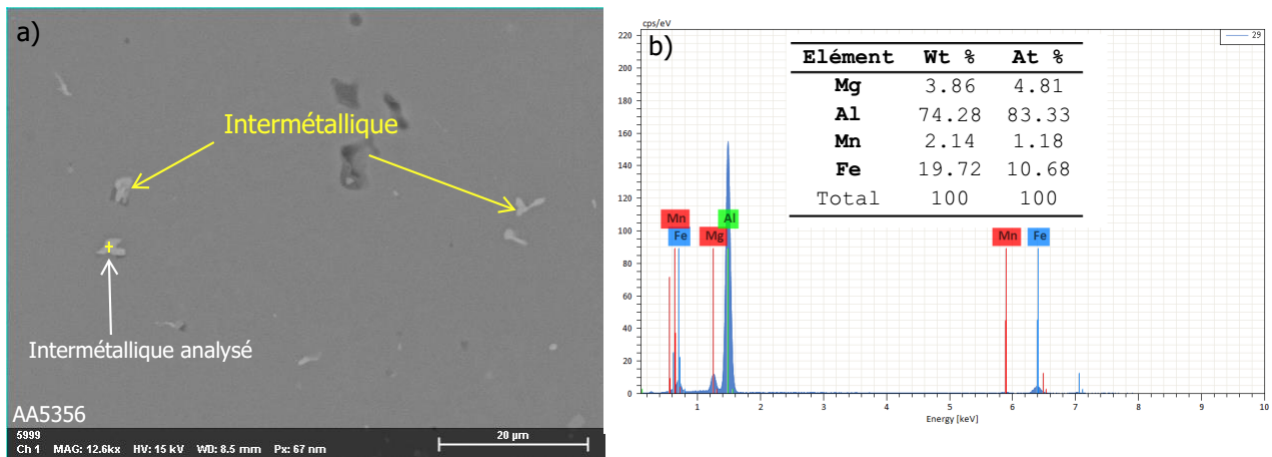 a)
Intermétallique
Intermétallique analysé
AA5356
5999
Ch 1 MAG: 12.6kx HV: 15 kV WD: 8.5 mm Px: 67 nm
20 µm
b)
cps/eV
29
Elément Wt % At %
Mg 3.86 4.81
Al 74.28 83.33
Mn 2.14 1.18
Fe 19.72 10.68
Total 100 100
220
200
180
160
140
120
100
80
60
40
20
0
Mn
Fe
Mg
Al
Mn
Fe
1 2 3 4 5 6 7 8 9 10
Energy [keV]